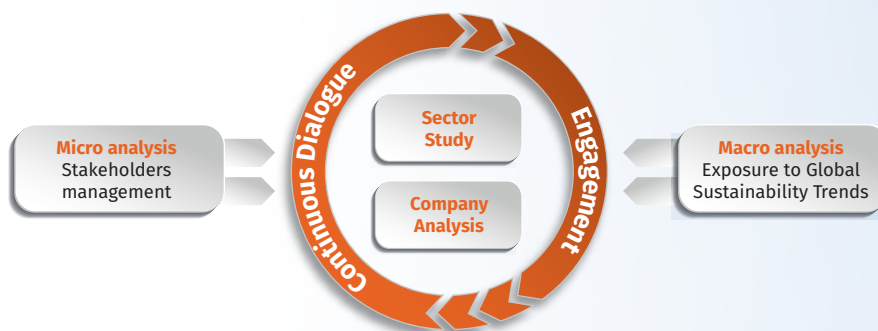 Micro analysis
Stakeholders
management
Continuous Dialogue
Sector
Study
Company
Analysis
Engagement
Macro analysis
Exposure to Global
Sustainability Trends